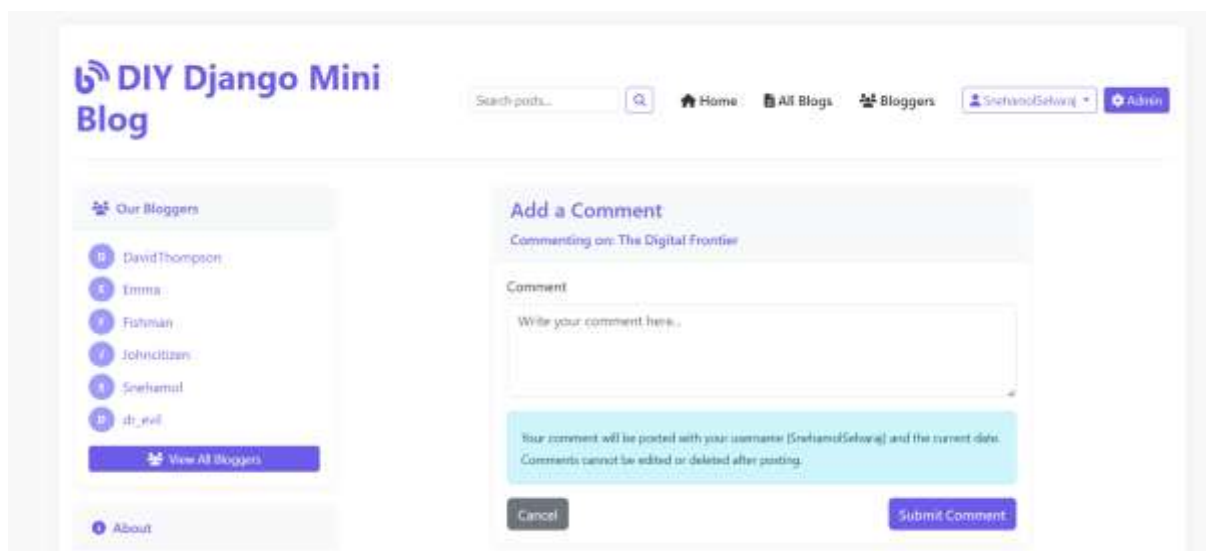 DIY Django Mini
Blog
Search posts...
Home
All Blogs
Bloggers
SnehamolSelvaraj
Admin
Our Bloggers
D DavidThompson
E Emma
F Fishman
J Johncitizen
S Snehamol
D dr_evil
View All Bloggers
About
Add a Comment
Commenting on: The Digital Frontier
Comment
Write your comment here...
Your comment will be posted with your username (SnehamolSelvaraj) and the current date.
Comments cannot be edited or deleted after posting.
Cancel
Submit Comment